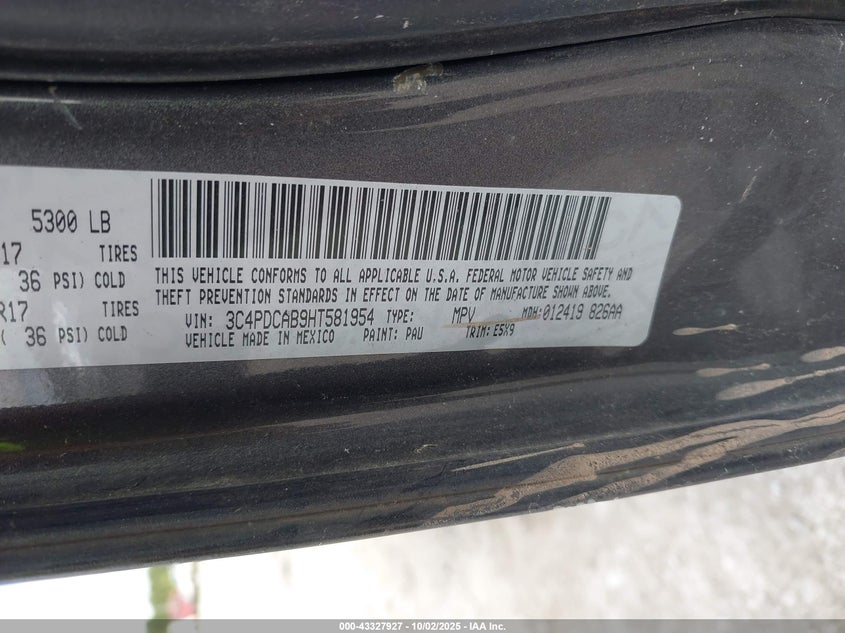 5300 LB
17 TIRES
36 PSI) COLD
R17 TIRES
( 36 PSI) COLD
THIS VEHICLE CONFORMS TO ALL APPLICABLE U.S.A. FEDERAL MOTOR VEHICLE SAFETY AND
THEFT PREVENTION STANDARDS IN EFFECT ON THE DATE OF MANUFACTURE SHOWN ABOVE.
VIN: 3C4PDCAB9HT581954 TYPE: MPV MDH:012419 826AA
VEHICLE MADE IN MEXICO PAINT: PAU TRIM: E5X9
000-43327927 - 10/02/2025 - IAA Inc.